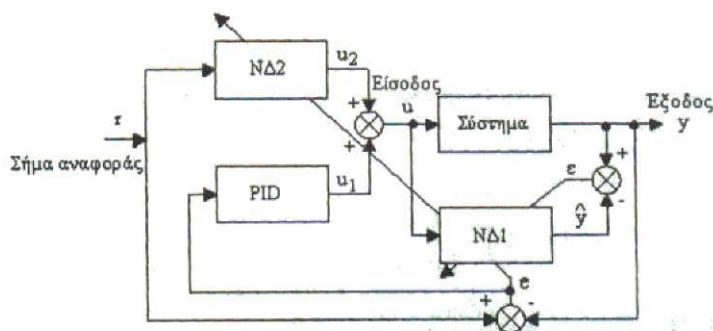 ΝΔ2
u2
Είσοδος
+
u
+
Σύστημα
Έξοδος
y
r
Σήμα αναφοράς
PID
u1
ε
+
-
ŷ
ΝΔ1
e
+
-